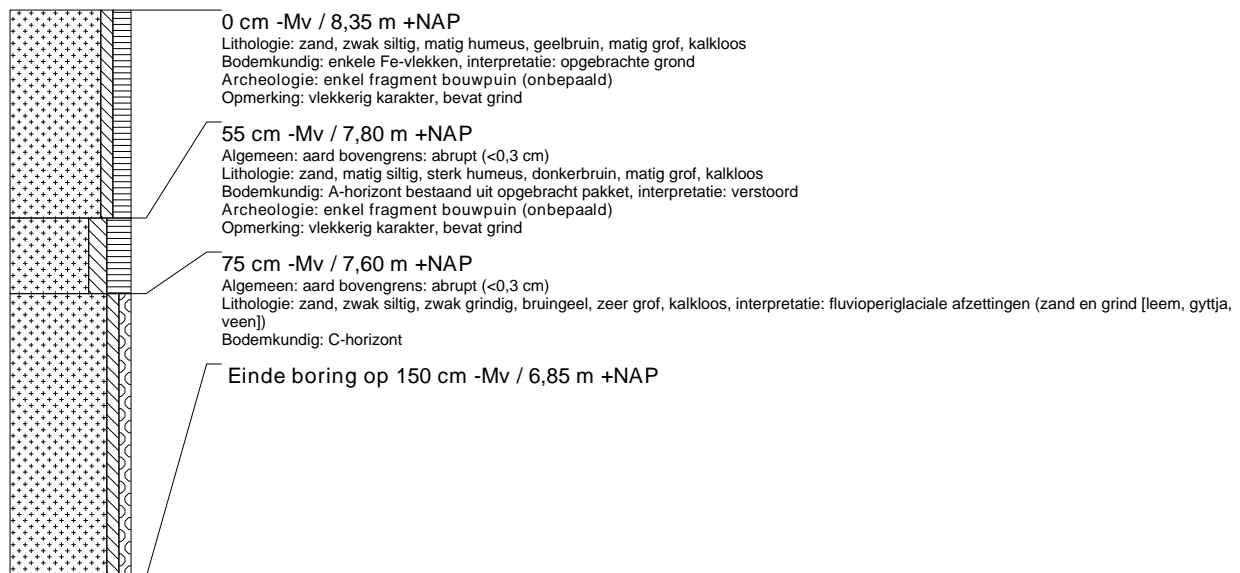 0 cm -Mv / 8,35 m +NAP
Lithologie: zand, zwak siltig, matig humeus, geelbruin, matig grof, kalkloos
Bodemkundig: enkele Fe-vlekken, interpretatie: opgebrachte grond
Archeologie: enkel fragment bouwpuin (onbepaald)
Opmerking: vlekkerig karakter, bevat grind
55 cm -Mv / 7,80 m +NAP
Algemeen: aard bovengrens: abrupt (<0,3 cm)
Lithologie: zand, matig siltig, sterk humeus, donkerbruin, matig grof, kalkloos
Bodemkundig: A-horizont bestaand uit opgebracht pakket, interpretatie: verstoord
Archeologie: enkel fragment bouwpuin (onbepaald)
Opmerking: vlekkerig karakter, bevat grind
75 cm -Mv / 7,60 m +NAP
Algemeen: aard bovengrens: abrupt (<0,3 cm)
Lithologie: zand, zwak siltig, zwak grindig, bruingeel, zeer grof, kalkloos, interpretatie: fluvioperiglaciale afzettingen (zand en grind [leem, gyttja,
veen])
Bodemkundig: C-horizont
Einde boring op 150 cm -Mv / 6,85 m +NAP